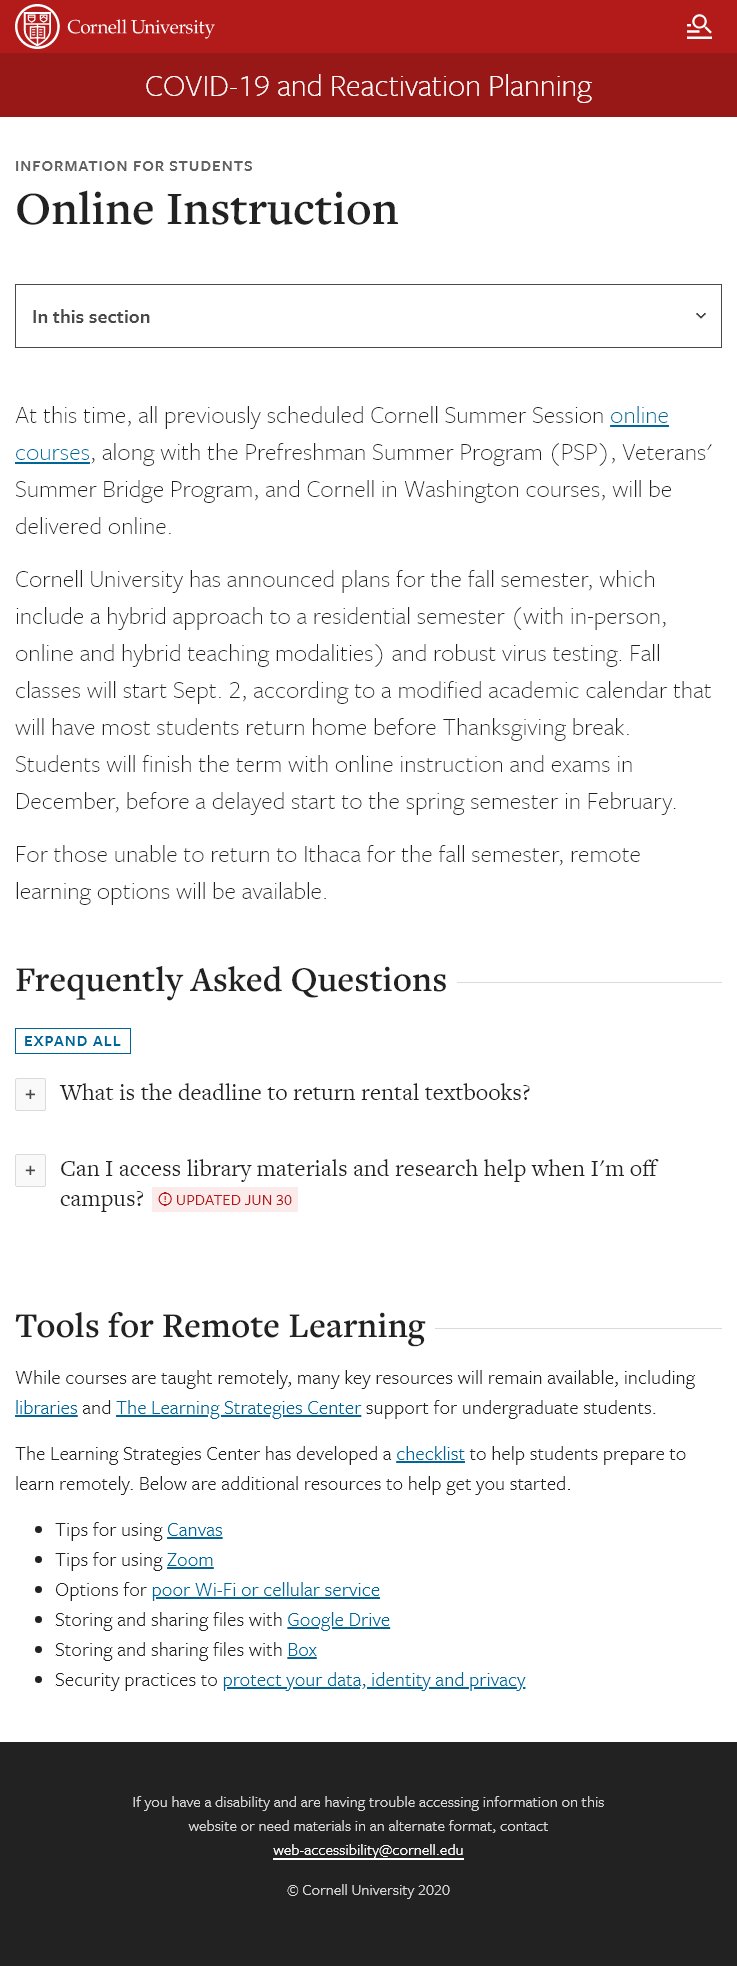 Cornell University
COVID-19 and Reactivation Planning
INFORMATION FOR STUDENTS
Online Instruction
In this section
At this time, all previously scheduled Cornell Summer Session online
courses, along with the Prefreshman Summer Program (PSP), Veterans'
Summer Bridge Program, and Cornell in Washington courses, will be
delivered online.
Cornell University has announced plans for the fall semester, which
include a hybrid approach to a residential semester (with in-person,
online and hybrid teaching modalities) and robust virus testing. Fall
classes will start Sept. 2, according to a modified academic calendar that
will have most students return home before Thanksgiving break.
Students will finish the term with online instruction and exams in
December, before a delayed start to the spring semester in February.
For those unable to return to Ithaca for the fall semester, remote
learning options will be available.
Frequently Asked Questions
EXPAND ALL
+ What is the deadline to return rental textbooks?
+ Can I access library materials and research help when I'm off
campus? UPDATED JUN 30
Tools for Remote Learning
While courses are taught remotely, many key resources will remain available, including
libraries and The Learning Strategies Center support for undergraduate students.
The Learning Strategies Center has developed a checklist to help students prepare to
learn remotely. Below are additional resources to help get you started.
• Tips for using Canvas
• Tips for using Zoom
• Options for poor Wi-Fi or cellular service
• Storing and sharing files with Google Drive
• Storing and sharing files with Box
• Security practices to protect your data, identity and privacy
If you have a disability and are having trouble accessing information on this
website or need materials in an alternate format, contact
web-accessibility@cornell.edu
© Cornell University 2020